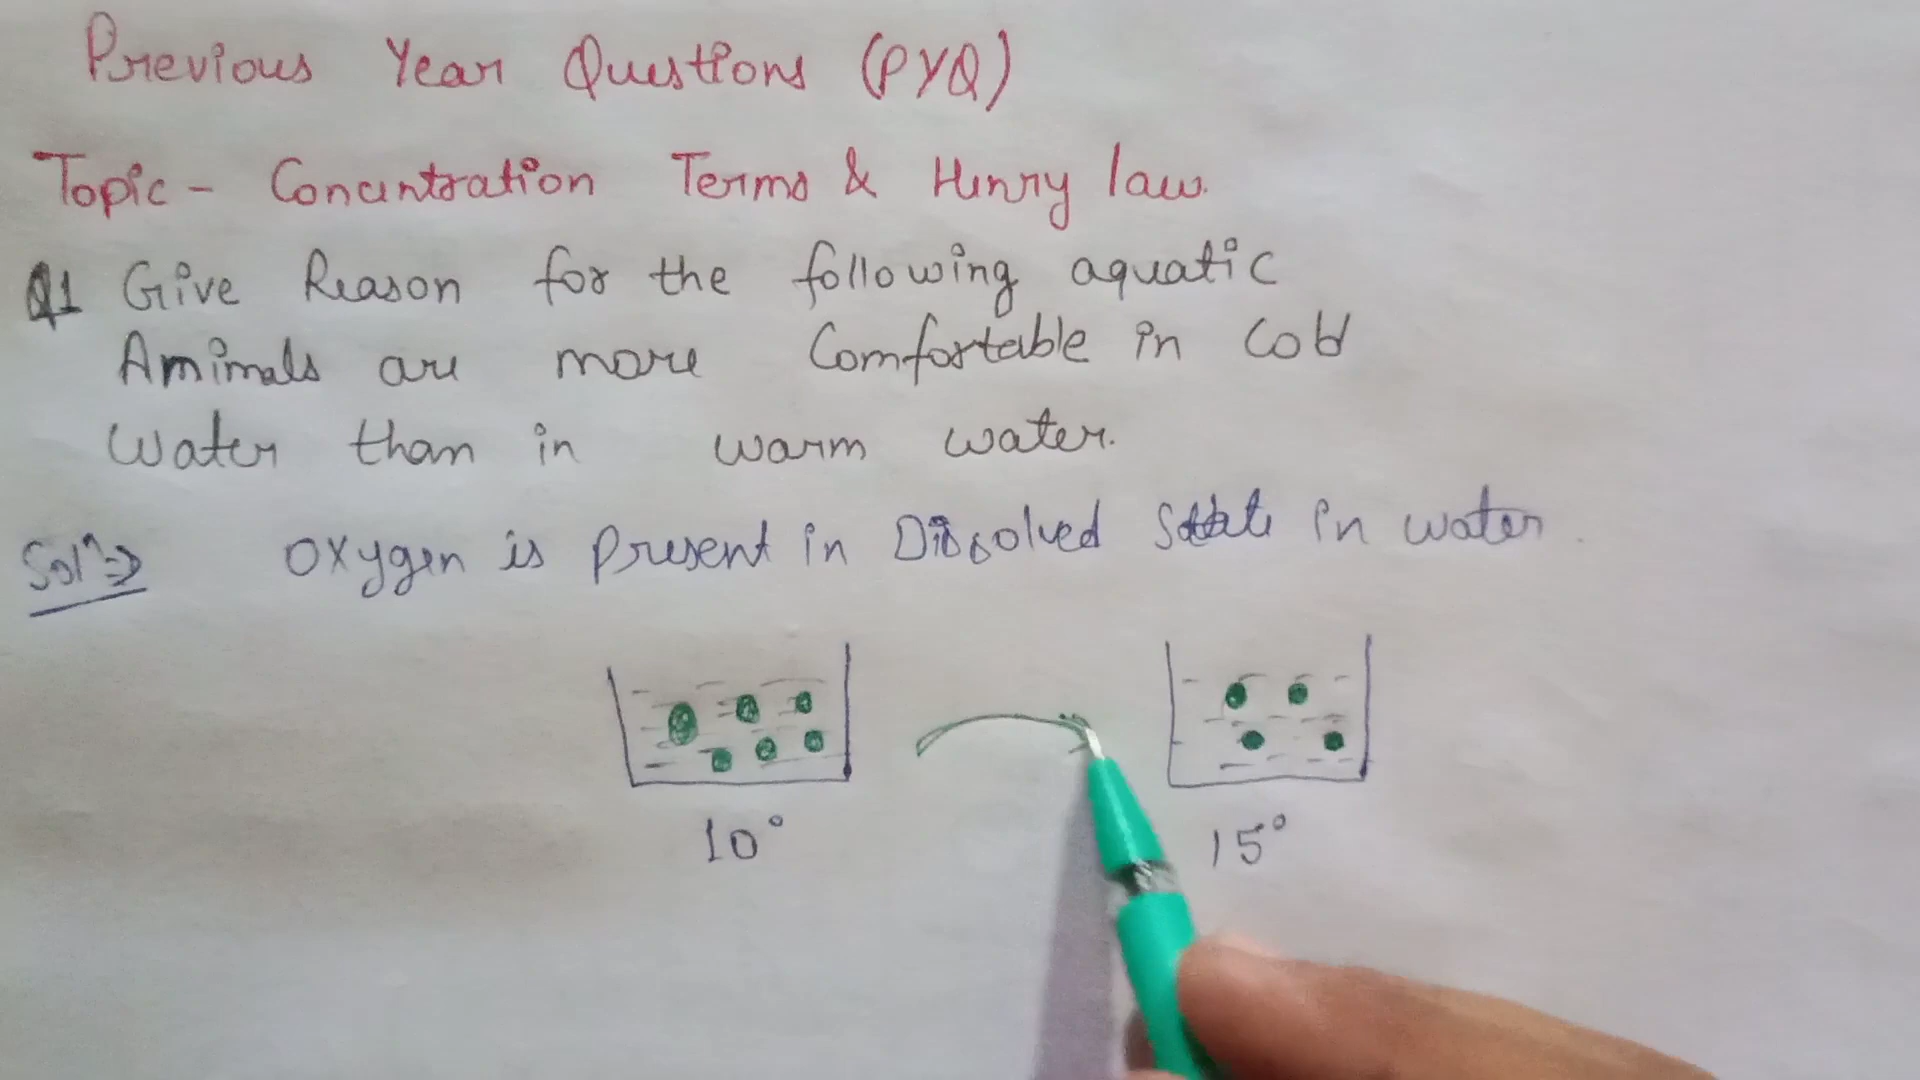 Previous Year Questions (PYQ)
Topic - Concentration Terms & Henry law.
Q1 Give Reason for the following aquatic
Animals are more Comfortable in cold
Water than in warm water.
Solⁿ⇒ Oxygen is present in Dissolved State in water.
10° 15°